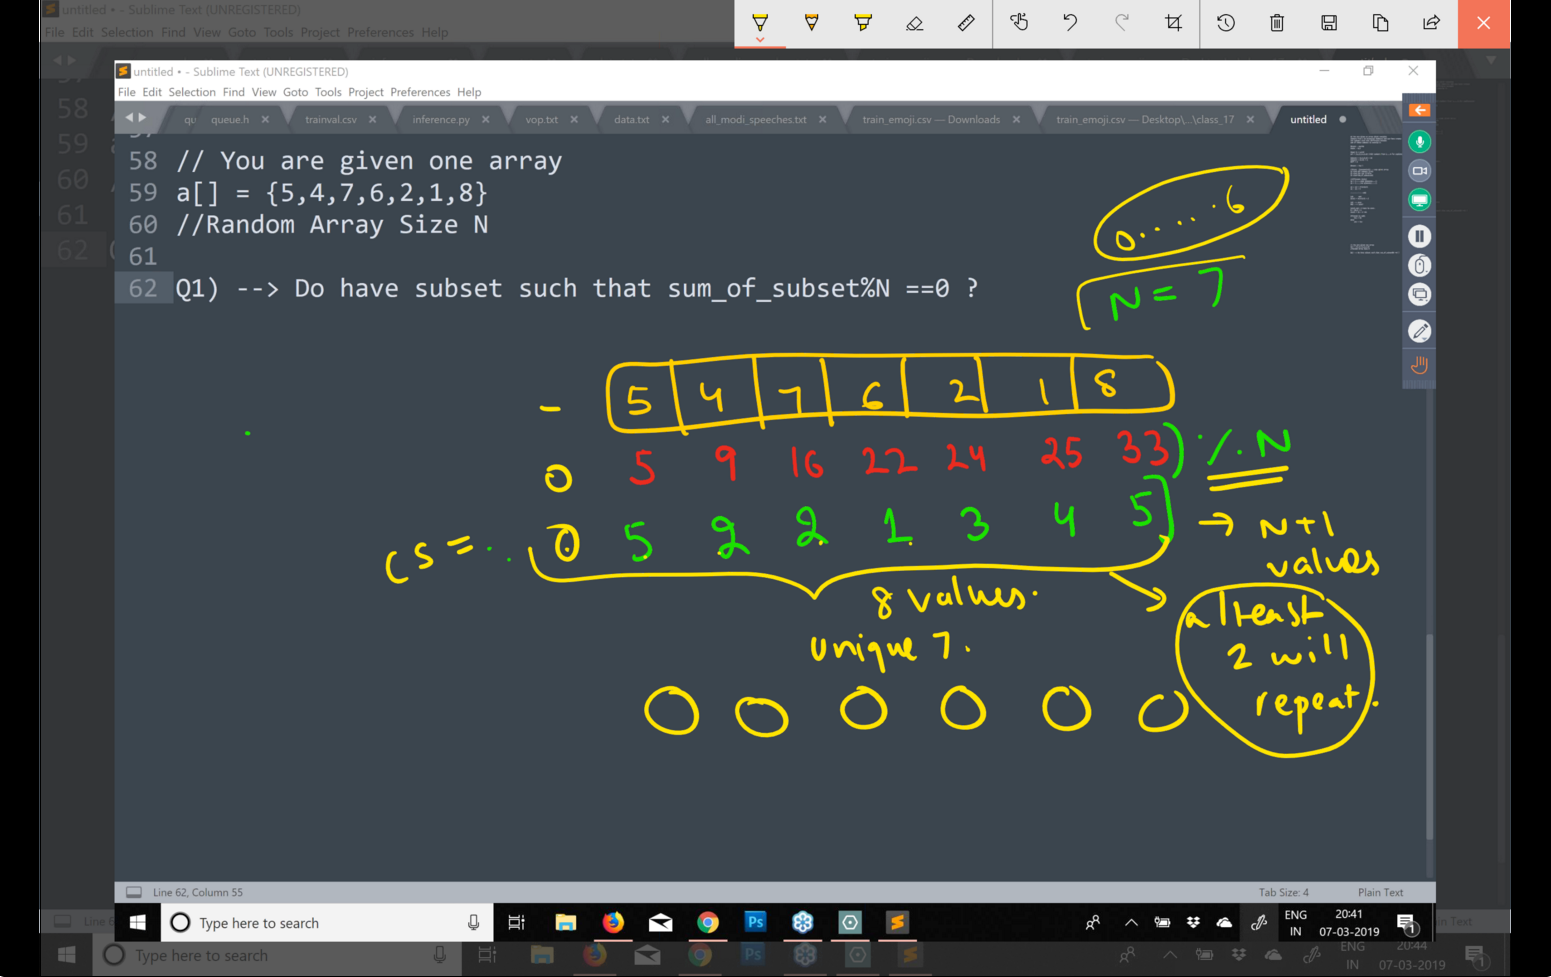 untitled • - Sublime Text (UNREGISTERED)
File Edit Selection Find View Goto Tools Project Preferences Help
untitled • - Sublime Text (UNREGISTERED)
File Edit Selection Find View Goto Tools Project Preferences Help
qu queue.h trainval.csv inference.py vop.txt data.txt all_modi_speeches.txt train_emoji.csv — Downloads train_emoji.csv — Desktop\...\class_17 untitled
58 // You are given one array
59 a[] = {5,4,7,6,2,1,8}
60 //Random Array Size N
61
62 Q1) --> Do have subset such that sum_of_subset%N ==0 ?
58
59
60
61
62
0......6
N = 7
- 5 4 7 6 2 1 8
0 5 9 16 22 24 25 33 ) % N
cs = 0 5 2 2 1 3 4 5 → N+1
values
8 values.
unique 7.
atleast
2 will
repeat.
Line 62, Column 55 Tab Size: 4 Plain Text
Type here to search
ENG
IN
20:41
07-03-2019
1
Type here to search
ENG
IN
20:44
07-03-2019